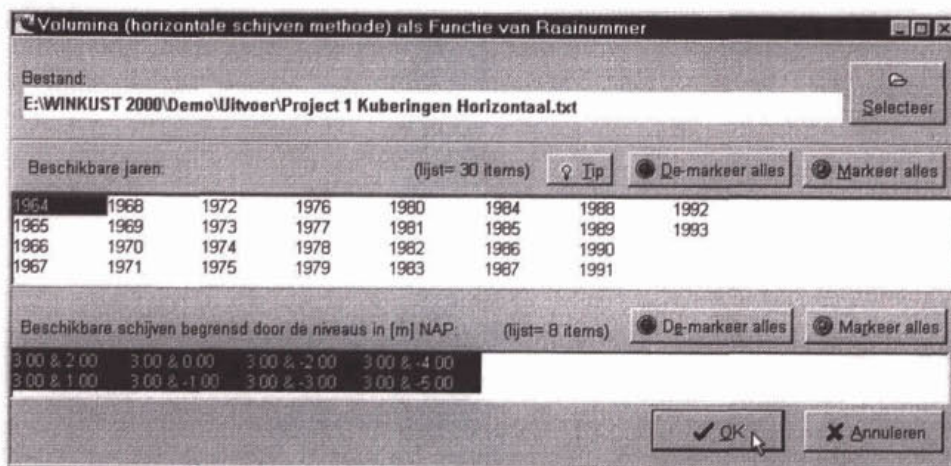 Volumina (horizontale schijven methode) als Functie van Raainummer
Bestand:
E:\WINKUST 2000\Demo\Uitvoer\Project 1 Kuberingen Horizontaal.txt
Selecteer
Beschikbare jaren: (lijst= 30 items) Tip De-markeer alles Markeer alles
1964 1968 1972 1976 1980 1984 1988 1992
1965 1969 1973 1977 1981 1985 1989 1993
1966 1970 1974 1978 1982 1986 1990
1967 1971 1975 1979 1983 1987 1991
Beschikbare schijven begrensd door de niveaus in [m] NAP: (lijst= 8 items) De-markeer alles Markeer alles
3.00 & 2.00 3.00 & 0.00 3.00 & -2.00 3.00 & -4.00
3.00 & 1.00 3.00 & -1.00 3.00 & -3.00 3.00 & -5.00
OK Annuleren